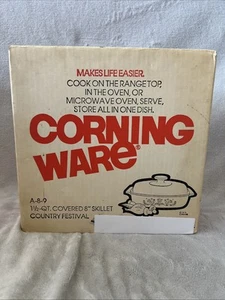 MAKES LIFE EASIER.
COOK ON THE RANGETOP,
IN THE OVEN, OR
MICROWAVE OVEN, SERVE,
STORE ALL IN ONE DISH.
CORNING
WARE®
A-8-9
1½-QT. COVERED 8" SKILLET
COUNTRY FESTIVAL